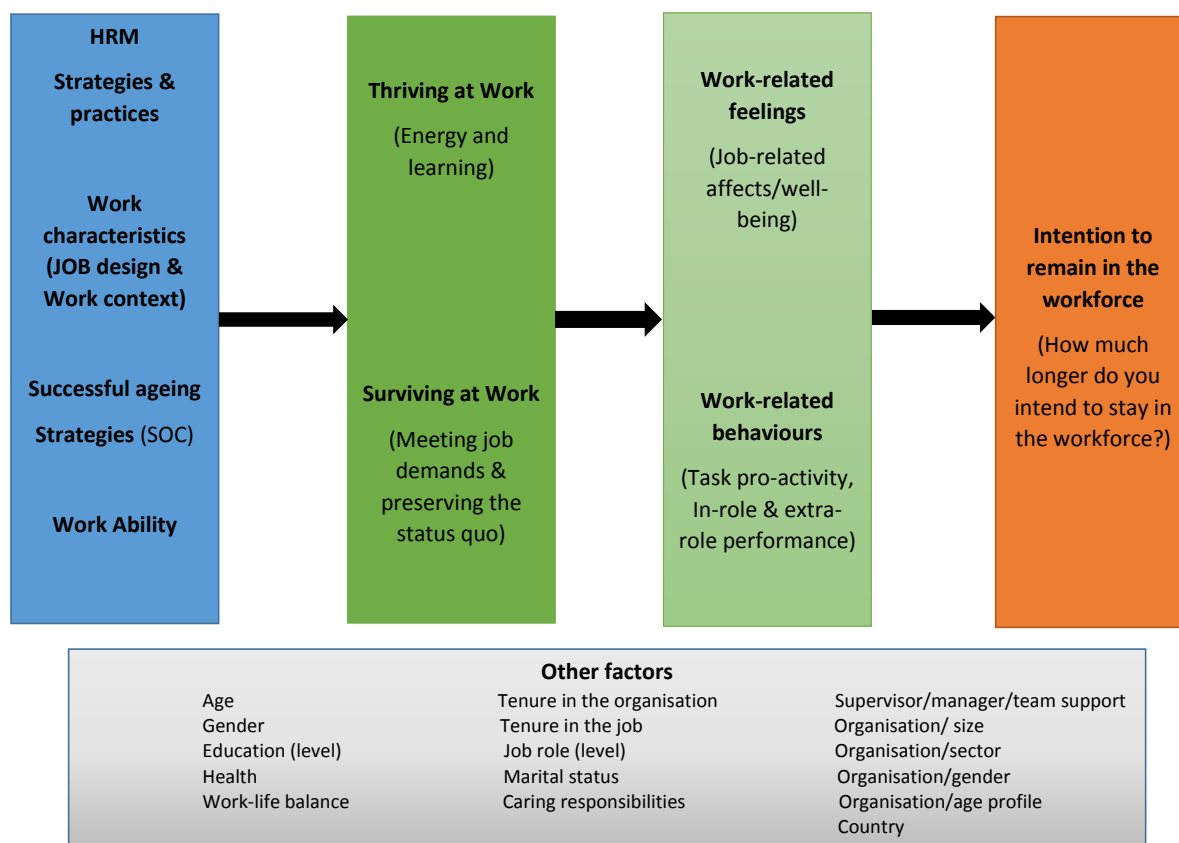 HRM
Strategies &
practices
Work
characteristics
(JOB design &
Work context)
Successful ageing
Strategies (SOC)
Work Ability
Thriving at Work
(Energy and
learning)
Surviving at Work
(Meeting job
demands &
preserving the
status quo)
Work-related
feelings
(Job-related
affects/well-
being)
Work-related
behaviours
(Task pro-activity,
In-role & extra-
role performance)
Intention to
remain in the
workforce
(How much
longer do you
intend to stay in
the workforce?)
Other factors
Age
Gender
Education (level)
Health
Work-life balance
Tenure in the organisation
Tenure in the job
Job role (level)
Marital status
Caring responsibilities
Supervisor/manager/team support
Organisation/ size
Organisation/sector
Organisation/gender
Organisation/age profile
Country